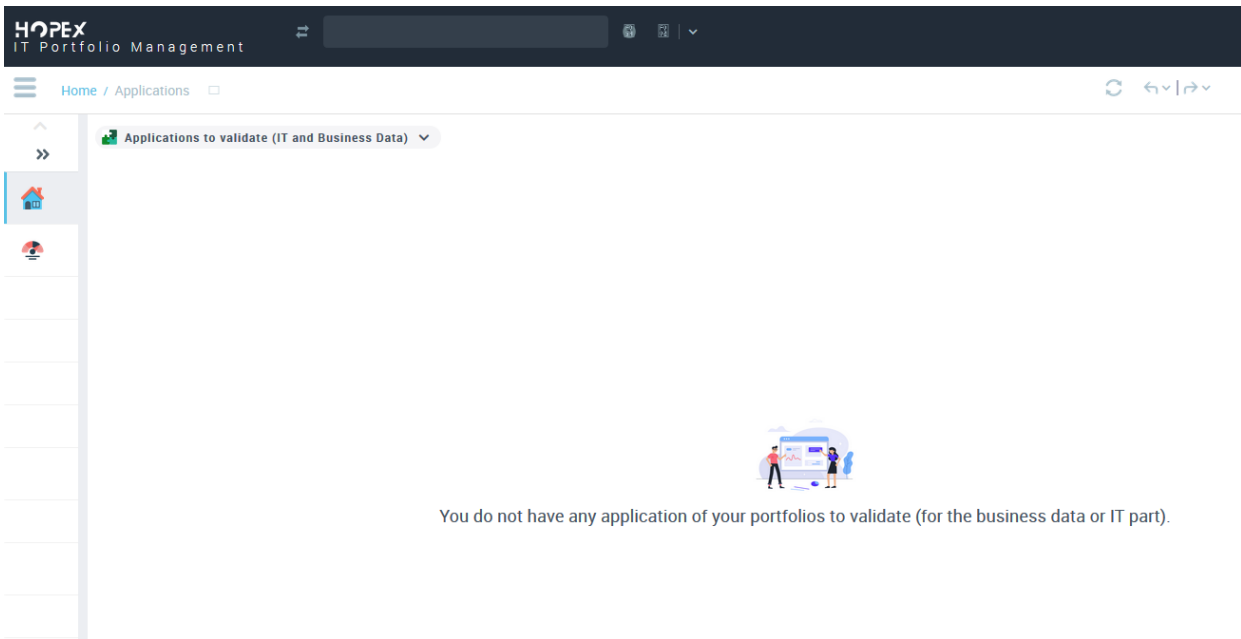 HOPEX
IT Portfolio Management
Home / Applications
Applications to validate (IT and Business Data)
You do not have any application of your portfolios to validate (for the business data or IT part).